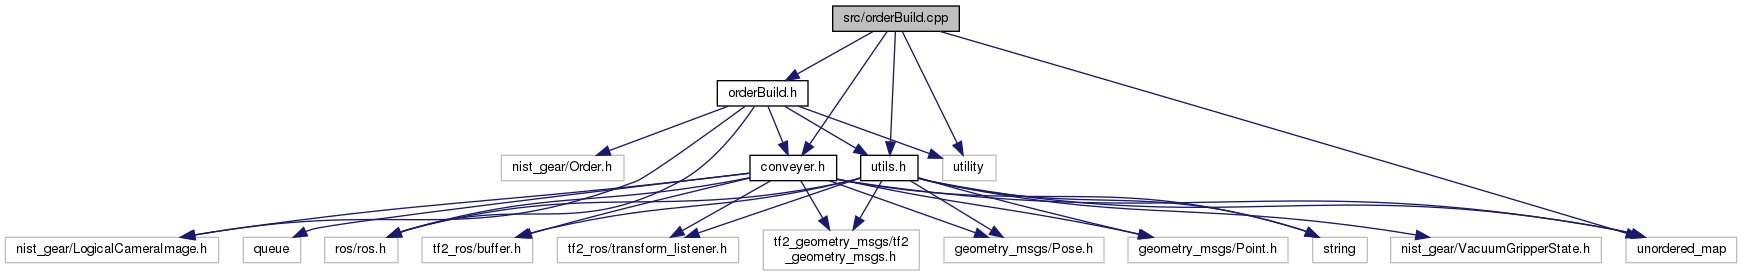 src/orderBuild.cpp
orderBuild.h
nist_gear/Order.h
conveyer.h
utils.h
utility
nist_gear/LogicalCameraImage.h
queue
ros/ros.h
tf2_ros/buffer.h
tf2_ros/transform_listener.h
tf2_geometry_msgs/tf2
_geometry_msgs.h
geometry_msgs/Pose.h
geometry_msgs/Point.h
string
nist_gear/VacuumGripperState.h
unordered_map